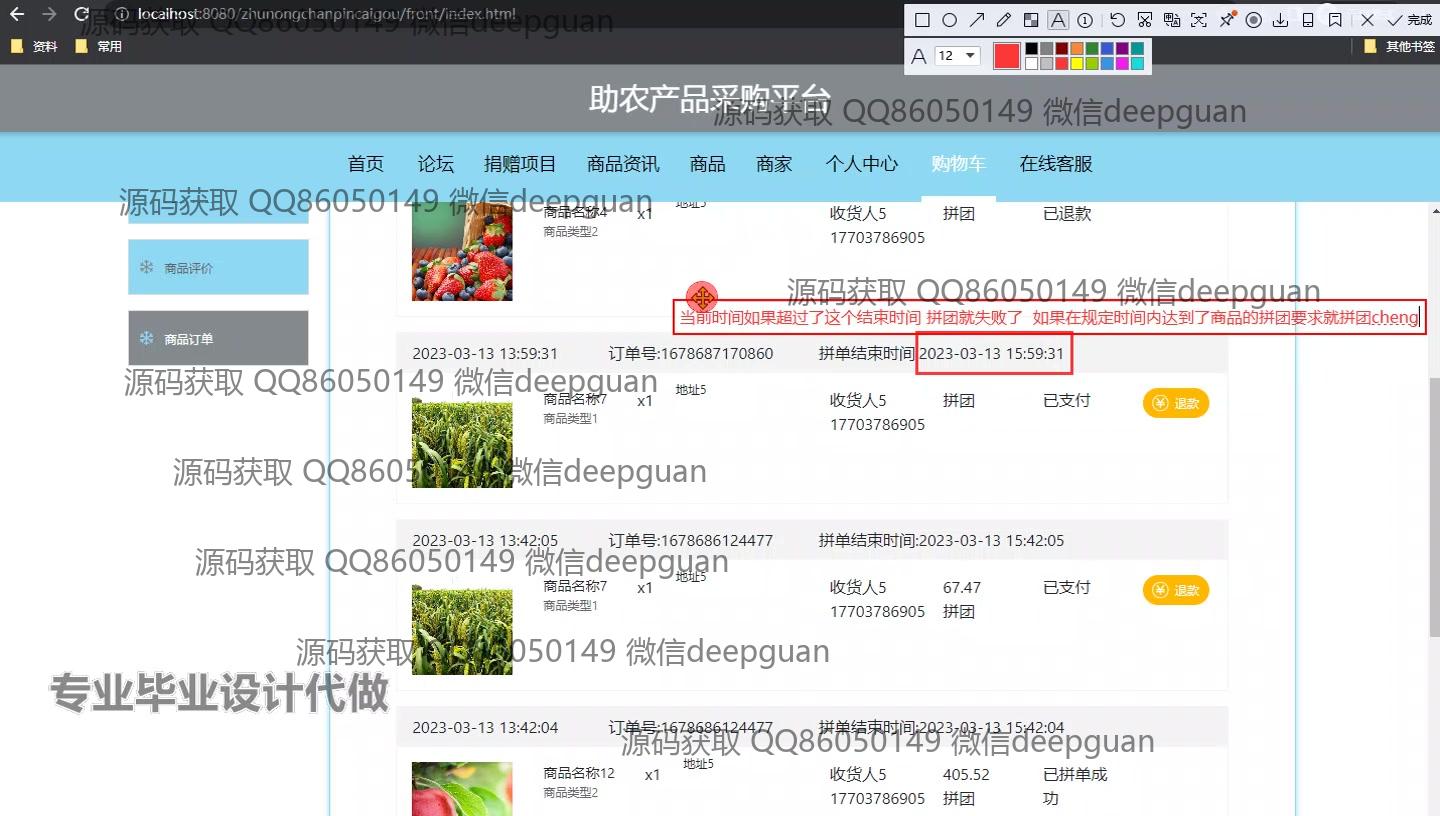 localhost:8080/zhunongchanpincaigou/front/index.html
源码获取 QQ86050149 微信deepguan
完成
资料 常用
12
其他书签
助农产品采购平台
源码获取 QQ86050149 微信deepguan
首页 论坛 捐赠项目 商品资讯 商品 商家 个人中心 购物车 在线客服
源码获取 QQ86050149 微信deepguan
商品名称4 x1 地址5 收货人5 拼团 已退款
商品类型2 17703786905
商品评价
源码获取 QQ86050149 微信deepguan
当前时间如果超过了这个结束时间 拼团就失败了 如果在规定时间内达到了商品的拼团要求就拼团cheng
商品订单
2023-03-13 13:59:31 订单号:1678687170860 拼单结束时间 2023-03-13 15:59:31
源码获取 QQ86050149 微信deepguan
商品名称7 x1 地址5 收货人5 拼团 已支付 退款
商品类型1 17703786905
源码获取 QQ86050149 微信deepguan
2023-03-13 13:42:05 订单号:1678686124477 拼单结束时间:2023-03-13 15:42:05
源码获取 QQ86050149 微信deepguan
商品名称7 x1 地址5 收货人5 67.47 已支付 退款
商品类型1 17703786905 拼团
源码获取 QQ86050149 微信deepguan
专业毕业设计代做
2023-03-13 13:42:04 订单号:1678686124477 拼单结束时间:2023-03-13 15:42:04
源码获取 QQ86050149 微信deepguan
商品名称12 x1 地址5 收货人5 405.52 已拼单成
商品类型2 17703786905 拼团 功